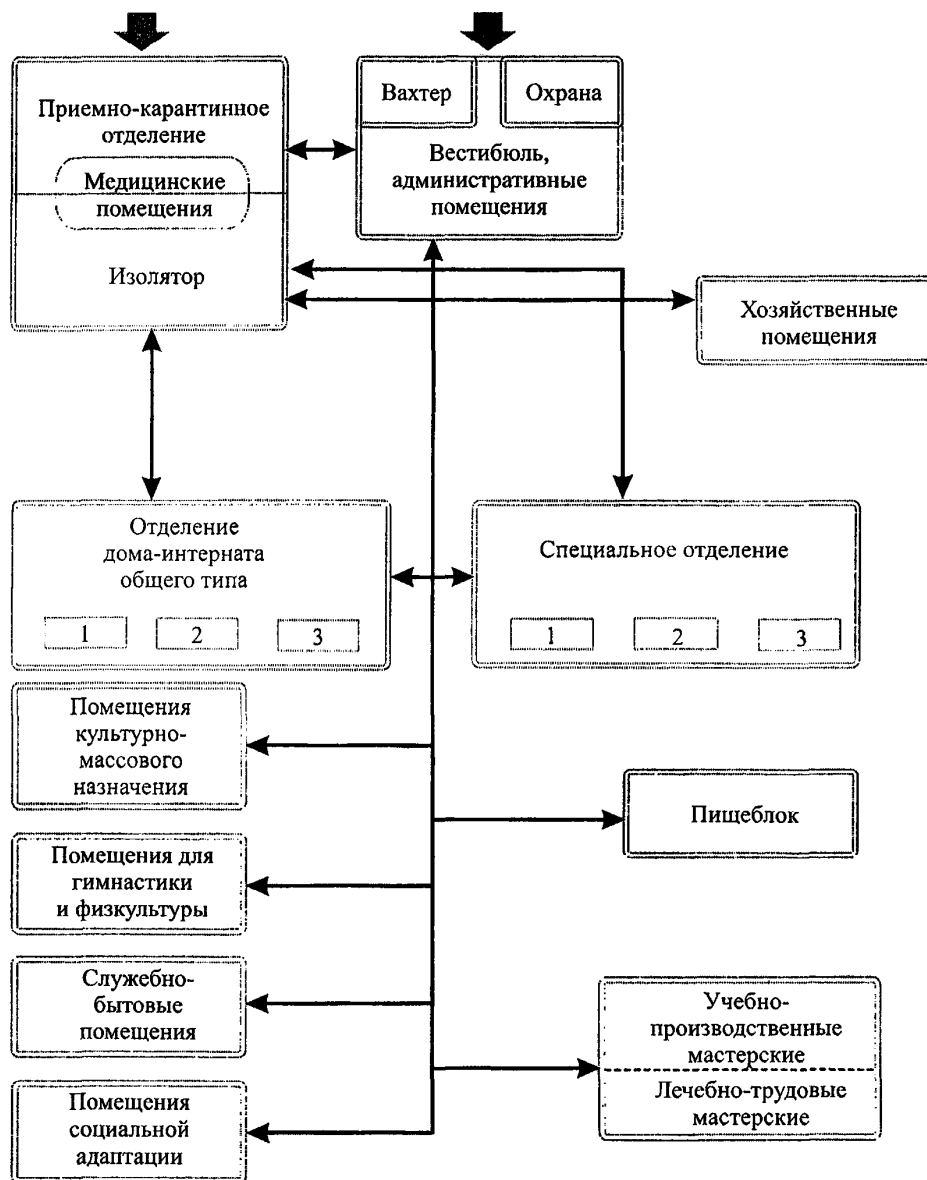 Приемно-карантинное
отделение
Медицинские
помещения
Изолятор
Вахтер
Охрана
Вестибюль,
административные
помещения
Хозяйственные
помещения
Отделение
дома-интерната
общего типа
1 2 3
Специальное отделение
1 2 3
Помещения
культурно-
массового
назначения
Пищеблок
Помещения для
гимнастики
и физкультуры
Служебно-
бытовые
помещения
Учебно-
производственные
мастерские
Лечебно-трудовые
мастерские
Помещения
социальной
адаптации